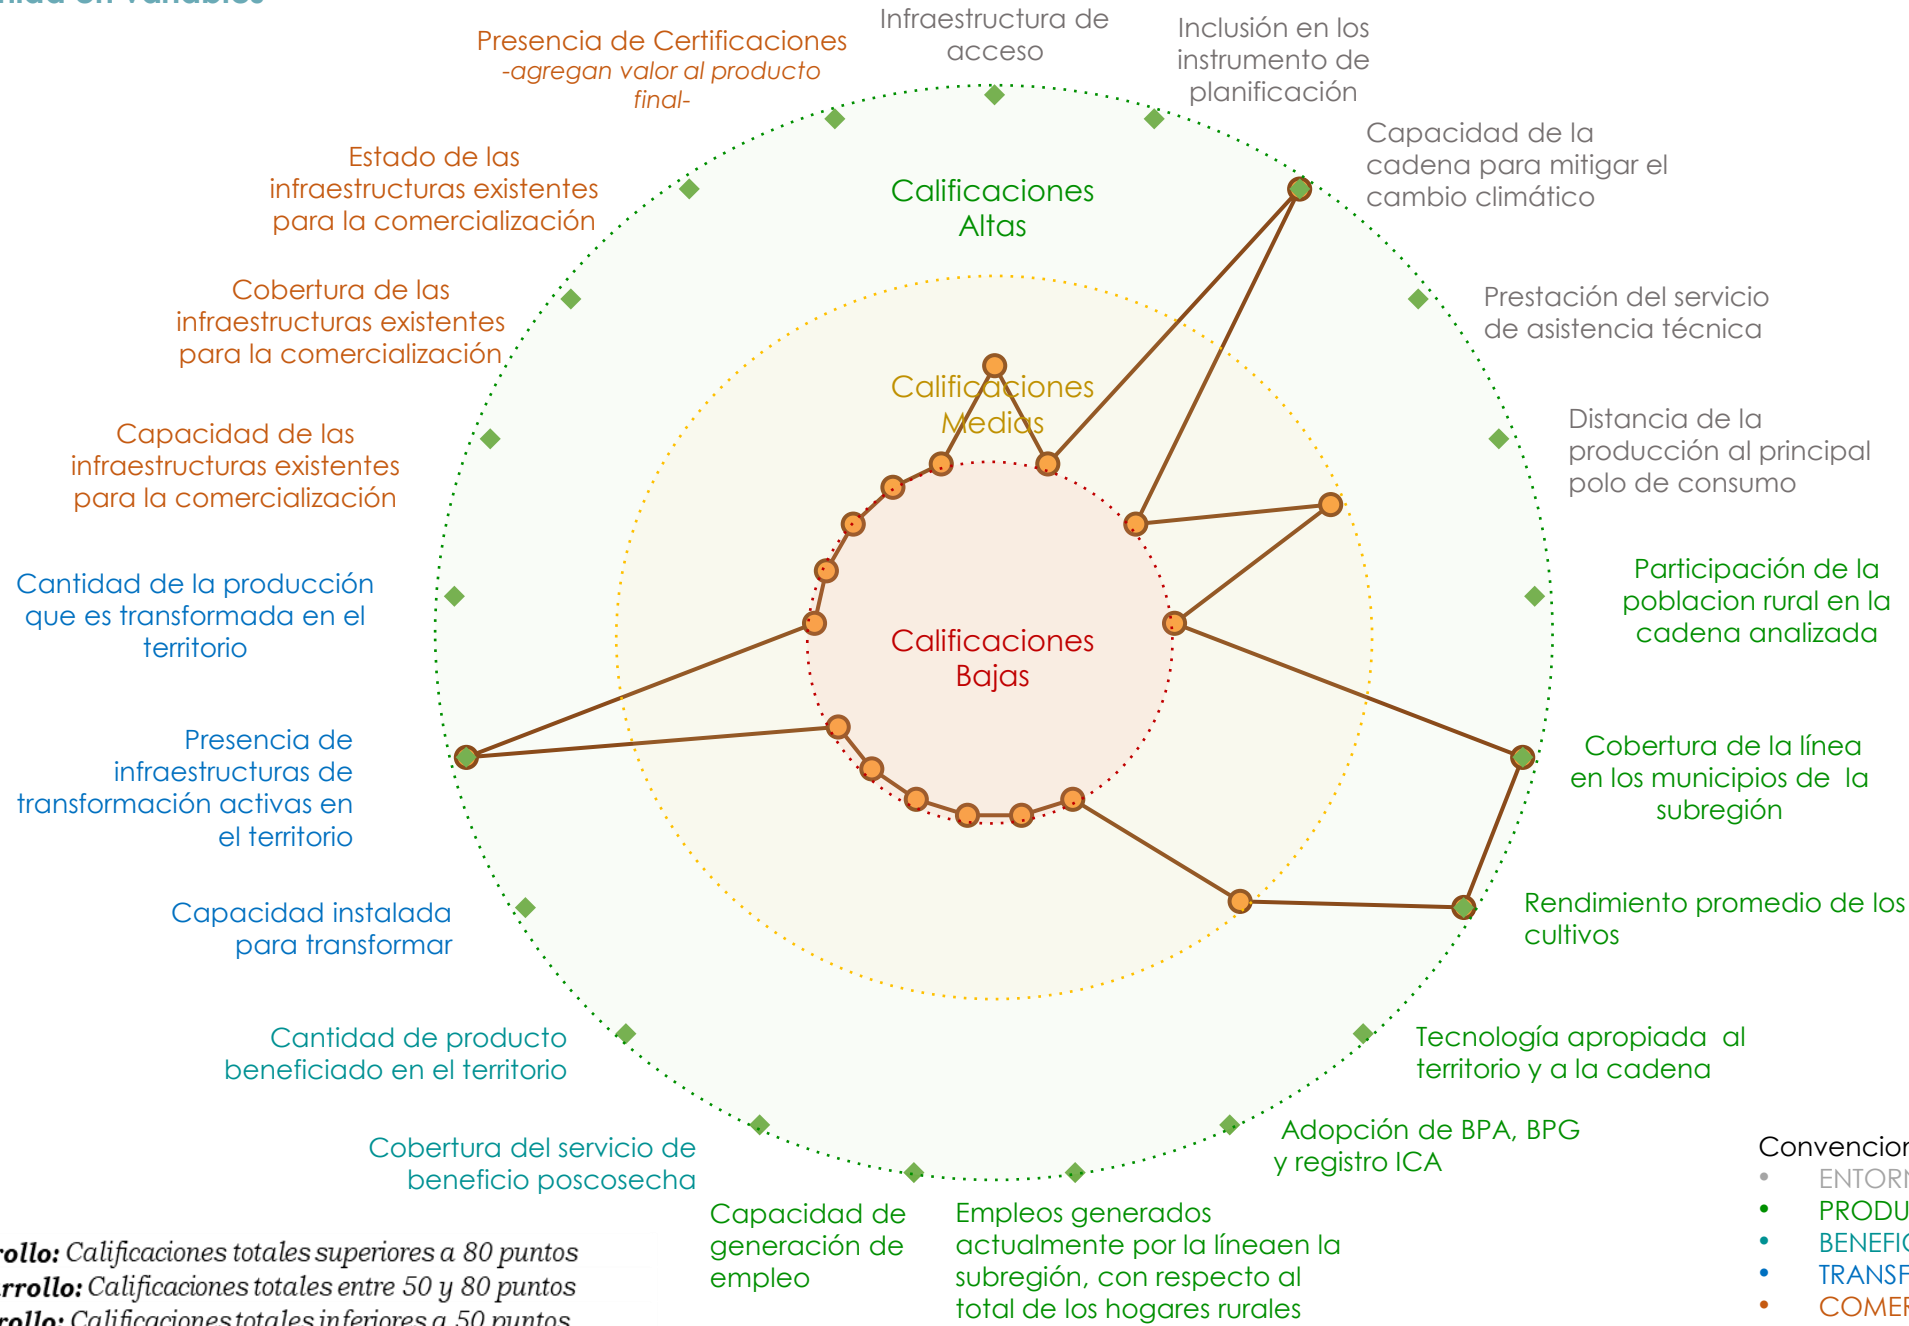 en variables
Infraestructura de
acceso
Inclusión en los
instrumento de
planificación
Capacidad de la
cadena para mitigar el
cambio climático
Prestación del servicio
de asistencia técnica
Distancia de la
producción al principal
polo de consumo
Participación de la
poblacion rural en la
cadena analizada
Cobertura de la línea
en los municipios de la
subregión
Rendimiento promedio de los
cultivos
Tecnología apropiada al
territorio y a la cadena
Adopción de BPA, BPG
y registro ICA
Empleos generados
actualmente por la líneaen la
subregión, con respecto al
total de los hogares rurales
Capacidad de
generación de
empleo
Cobertura del servicio de
beneficio poscosecha
Cantidad de producto
beneficiado en el territorio
Capacidad instalada
para transformar
Presencia de
infraestructuras de
transformación activas en
el territorio
Cantidad de la producción
que es transformada en el
territorio
Capacidad de las
infraestructuras existentes
para la comercialización
Cobertura de las
infraestructuras existentes
para la comercialización
Estado de las
infraestructuras existentes
para la comercialización
Presencia de Certificaciones
-agregan valor al producto
final-
Calificaciones
Altas
Calificaciones
Medias
Calificaciones
Bajas
rollo: Calificaciones totales superiores a 80 puntos
rrollo: Calificaciones totales entre 50 y 80 puntos
rollo: Calificaciones totales inferiores a 50 puntos
Convencion
• ENTORN
• PRODU
• BENEFIC
• TRANSF
• COMER